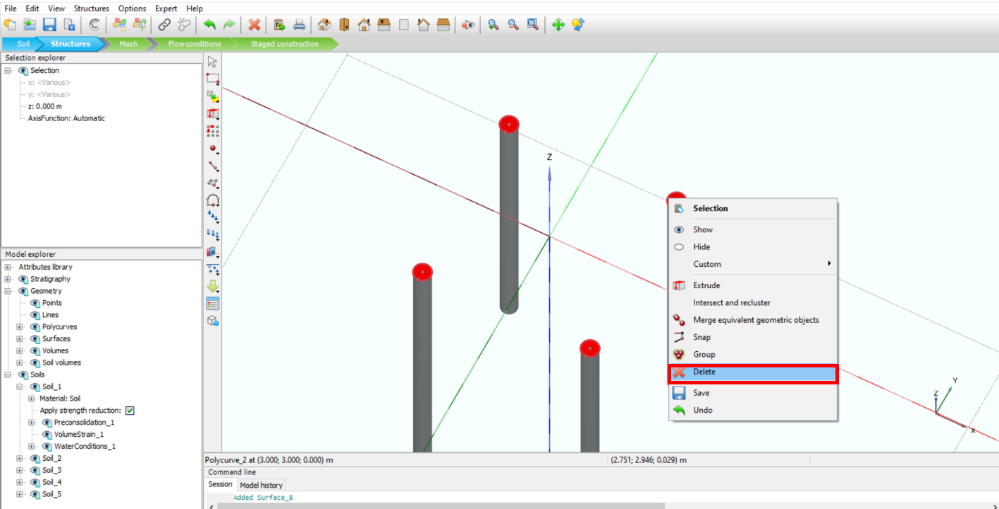 File Edit View Structures Options Expert Help
Soil Structures Mesh Flow conditions Staged construction
Selection explorer
Selection
x: <Various>
y: <Various>
z: 0.000 m
AxisFunction: Automatic
Model explorer
Attributes library
Stratigraphy
Geometry
Points
Lines
Polycurves
Surfaces
Volumes
Soil volumes
Soils
Soil_1
Material: Soil
Apply strength reduction:
Preconsolidation_1
VolumeStrain_1
WaterConditions_1
Soil_2
Soil_3
Soil_4
Soil_5
Z
Selection
Show
Hide
Custom
Extrude
Intersect and recluster
Merge equivalent geometric objects
Snap
Group
Delete
Save
Undo
Z
Y
X
Polycurve_2 at (3.000; 3.000; 0.000) m
(2.751; 2.946; 0.029) m
Command line
Session Model history
Added Surface_8